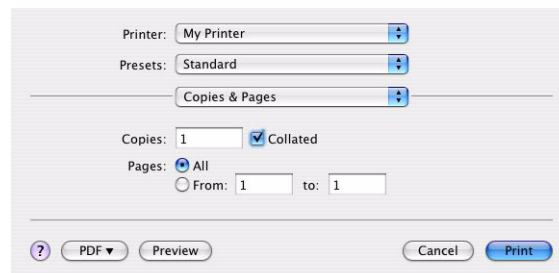 Printer: My Printer
Presets: Standard
Copies & Pages
Copies: 1 Collated
Pages: All
From: 1 to: 1
? PDF ▼ Preview Cancel Print